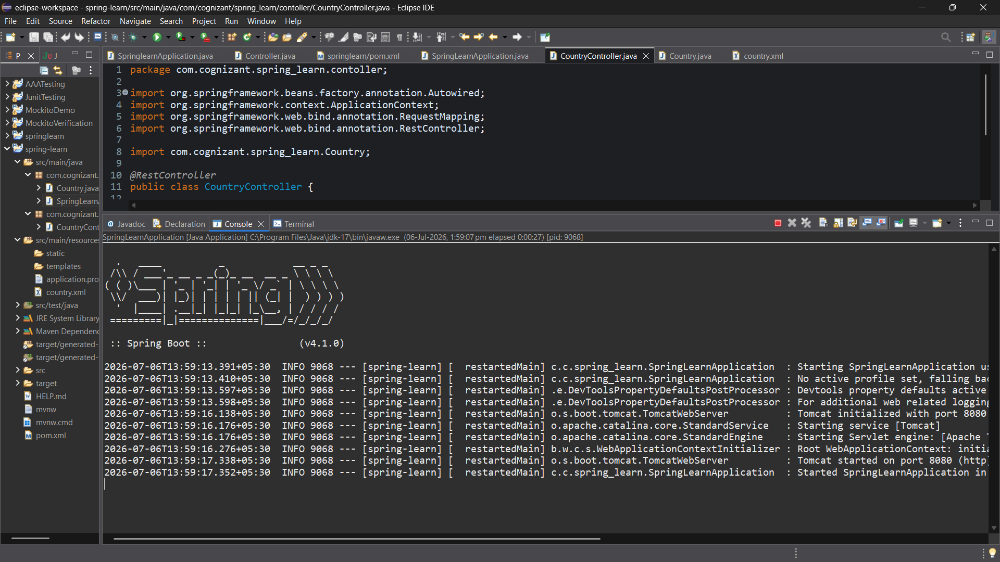 eclipse-workspace - spring-learn/src/main/java/com/cognizant/spring_learn/contoller/CountryController.java - Eclipse IDE
File Edit Source Refactor Navigate Search Project Run Window Help
P
JU J
SpringlearnApplication.java Controller.java springlearn/pom.xml SpringLearnApplication.java CountryController.java Country.java country.xml
AAATesting
JunitTesting
MockitoDemo
MockitoVerification
springlearn
spring-learn
src/main/java
com.cognizant.
Country.java
SpringLearn
com.cognizant.
CountryCont
src/main/resources
static
templates
application.pro
country.xml
src/test/java
JRE System Library
Maven Dependenc
target/generated-
target/generated-
src
target
HELP.md
mvnw
mvnw.cmd
pom.xml
1 package com.cognizant.spring_learn.contoller;
2
3 import org.springframework.beans.factory.annotation.Autowired;
4 import org.springframework.context.ApplicationContext;
5 import org.springframework.web.bind.annotation.RequestMapping;
6 import org.springframework.web.bind.annotation.RestController;
7
8 import com.cognizant.spring_learn.Country;
9
10 @RestController
11 public class CountryController {
12
@ Javadoc Declaration Console Terminal
SpringLearnApplication [Java Application] C:\Program Files\Java\jdk-17\bin\javaw.exe (06-Jul-2026, 1:59:07 pm elapsed 0:00:27) [pid: 9068]
Spring
:: Spring Boot :: (v4.1.0)
2026-07-06T13:59:13.391+05:30 INFO 9068 --- [spring-learn] [ restartedMain] c.c.spring_learn.SpringLearnApplication : Starting SpringLearnApplication us
2026-07-06T13:59:13.410+05:30 INFO 9068 --- [spring-learn] [ restartedMain] c.c.spring_learn.SpringLearnApplication : No active profile set, falling bac
2026-07-06T13:59:13.597+05:30 INFO 9068 --- [spring-learn] [ restartedMain] .e.DevToolsPropertyDefaultsPostProcessor : Devtools property defaults active
2026-07-06T13:59:13.598+05:30 INFO 9068 --- [spring-learn] [ restartedMain] .e.DevToolsPropertyDefaultsPostProcessor : For additional web related logging
2026-07-06T13:59:16.138+05:30 INFO 9068 --- [spring-learn] [ restartedMain] o.s.boot.tomcat.TomcatWebServer : Tomcat initialized with port 8080
2026-07-06T13:59:16.176+05:30 INFO 9068 --- [spring-learn] [ restartedMain] o.apache.catalina.core.StandardService : Starting service [Tomcat]
2026-07-06T13:59:16.176+05:30 INFO 9068 --- [spring-learn] [ restartedMain] o.apache.catalina.core.StandardEngine : Starting Servlet engine: [Apache T
2026-07-06T13:59:16.276+05:30 INFO 9068 --- [spring-learn] [ restartedMain] b.w.c.s.WebApplicationContextInitializer : Root WebApplicationContext: initia
2026-07-06T13:59:17.338+05:30 INFO 9068 --- [spring-learn] [ restartedMain] o.s.boot.tomcat.TomcatWebServer : Tomcat started on port 8080 (http)
2026-07-06T13:59:17.352+05:30 INFO 9068 --- [spring-learn] [ restartedMain] c.c.spring_learn.SpringLearnApplication : Started SpringLearnApplication in